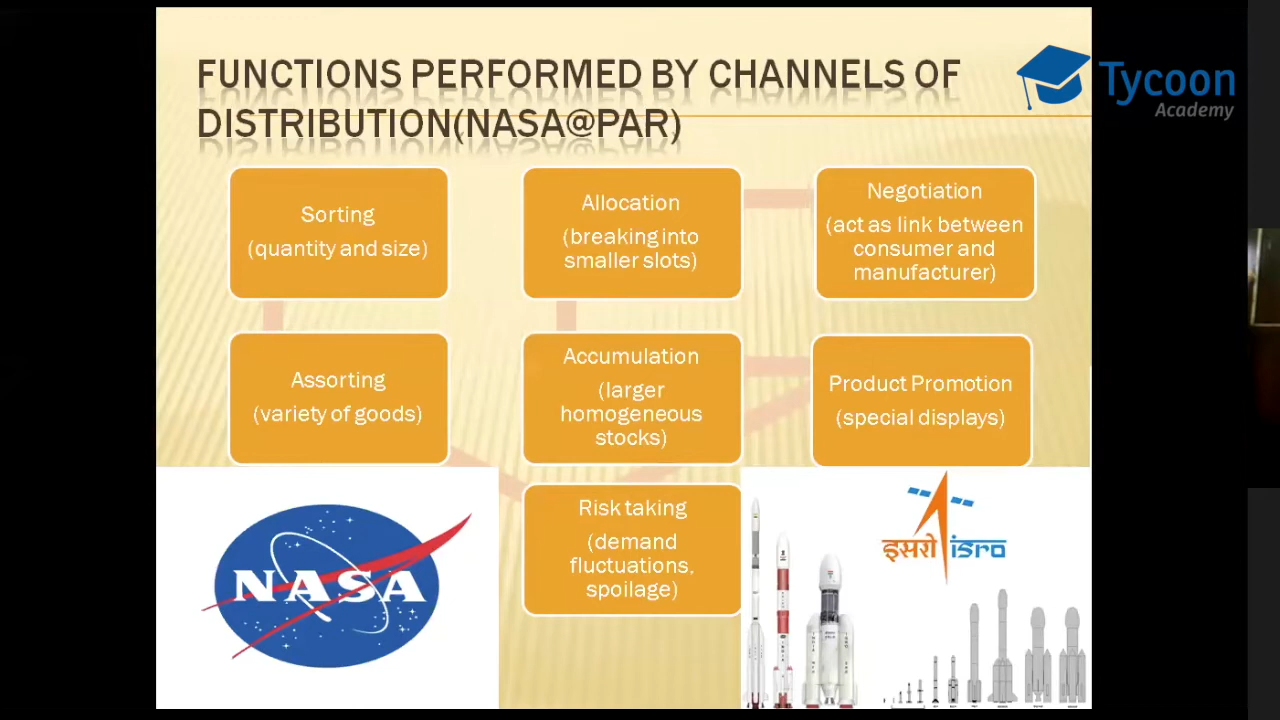 FUNCTIONS PERFORMED BY CHANNELS OF
DISTRIBUTION(NASA@PAR)
Tycoon
Academy
Sorting
(quantity and size)
Allocation
(breaking into
smaller slots)
Negotiation
(act as link between
consumer and
manufacturer)
Assorting
(variety of goods)
Accumulation
(larger
homogeneous
stocks)
Product Promotion
(special displays)
Risk taking
(demand
fluctuations,
spoilage)
NASA
इसरो isro